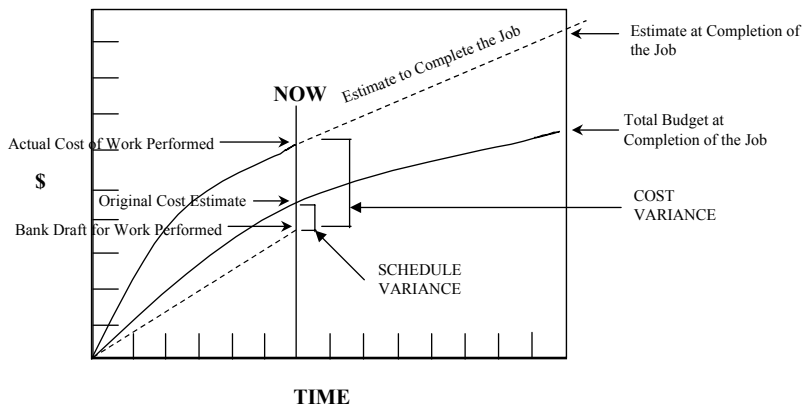 Estimate at Completion of
the Job
Estimate to Complete the Job
NOW
Total Budget at
Completion of the Job
Actual Cost of Work Performed
$
Original Cost Estimate
COST
VARIANCE
Bank Draft for Work Performed
SCHEDULE
VARIANCE
TIME